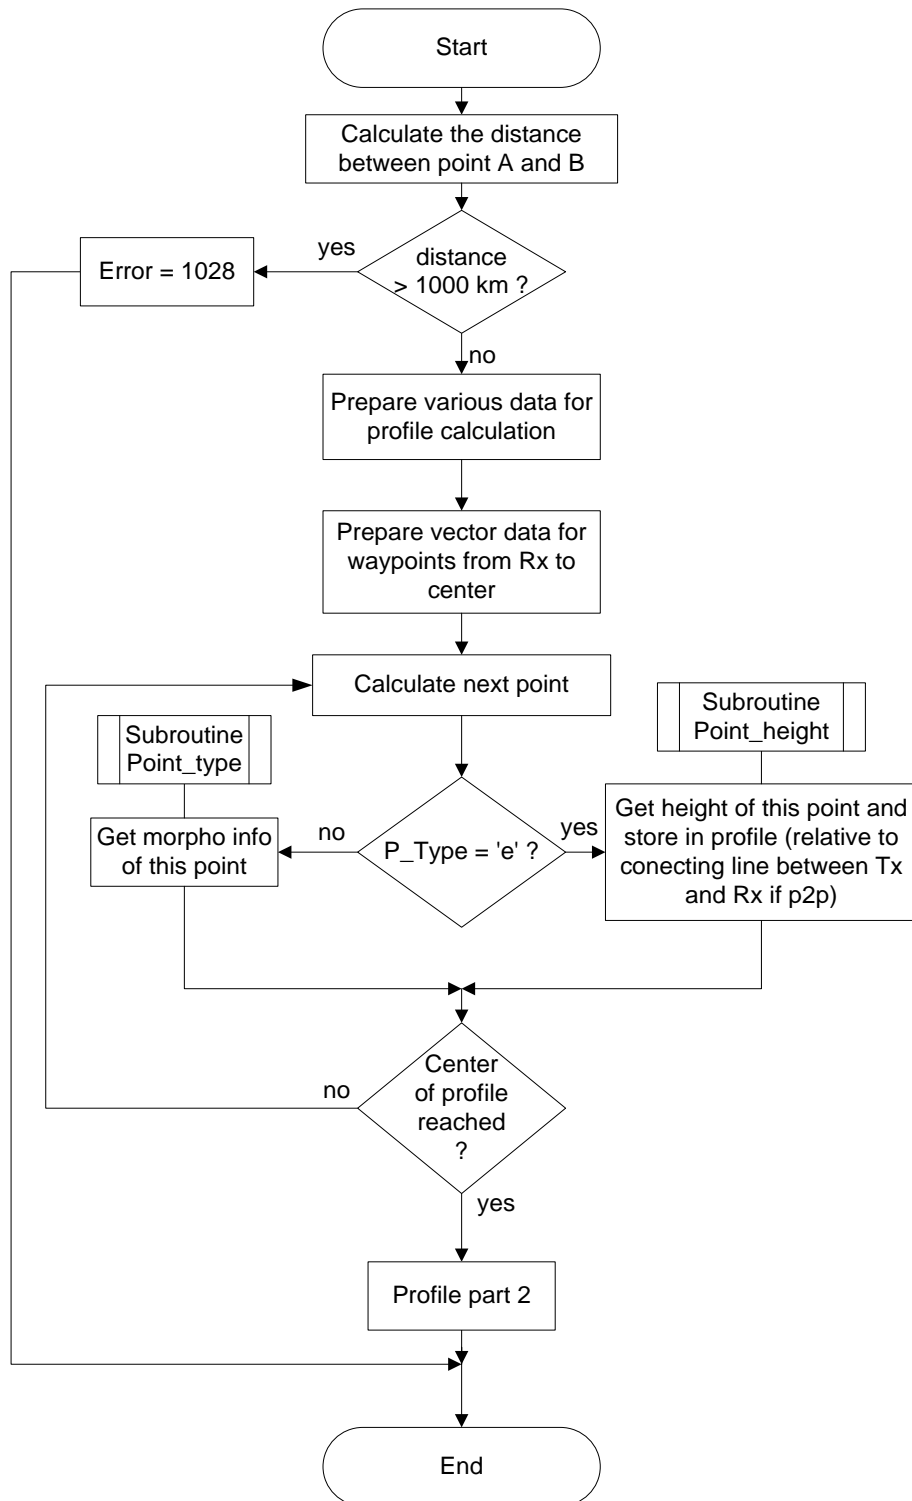 Start
Calculate the distance
between point A and B
yes
distance
> 1000 km ?
Error = 1028
no
Prepare various data for
profile calculation
Prepare vector data for
waypoints from Rx to
center
Calculate next point
Subroutine
Point_type
Subroutine
Point_height
Get morpho info
of this point
no
P_Type = 'e' ?
yes
Get height of this point and
store in profile (relative to
conecting line between Tx
and Rx if p2p)
Center
of profile
reached
?
no
yes
Profile part 2
End